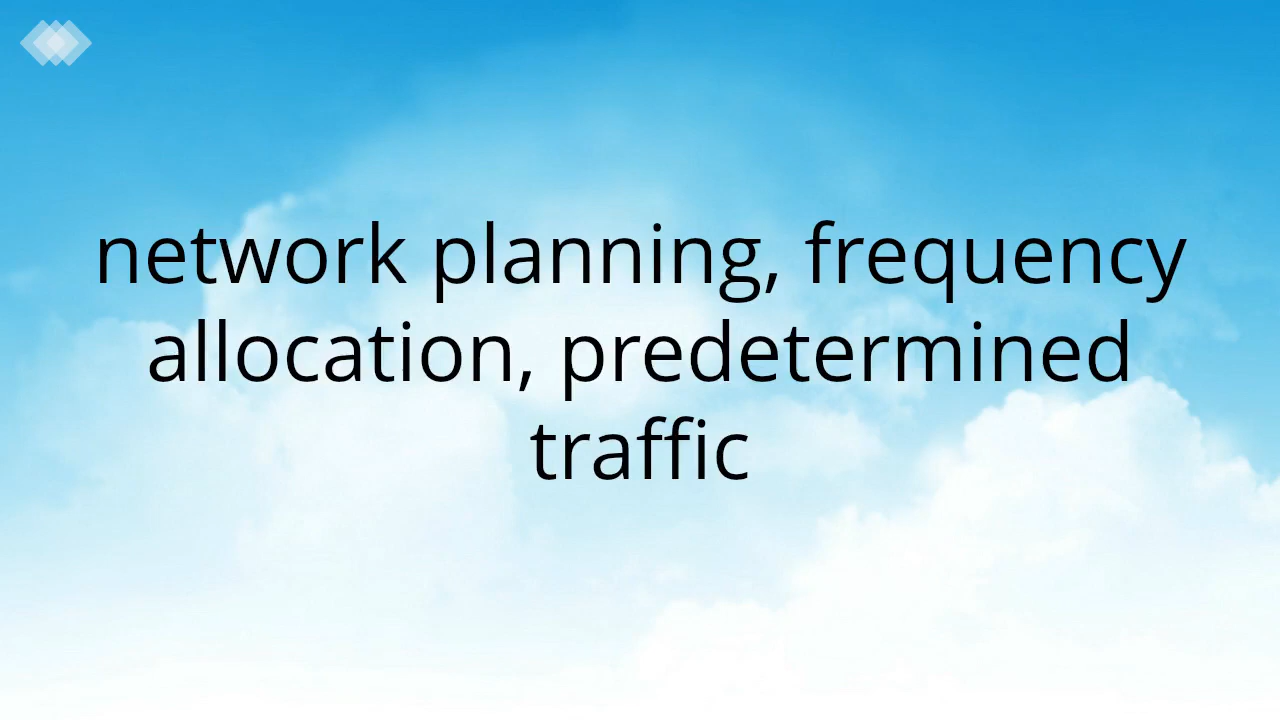 network planning, frequency
allocation, predetermined
traffic